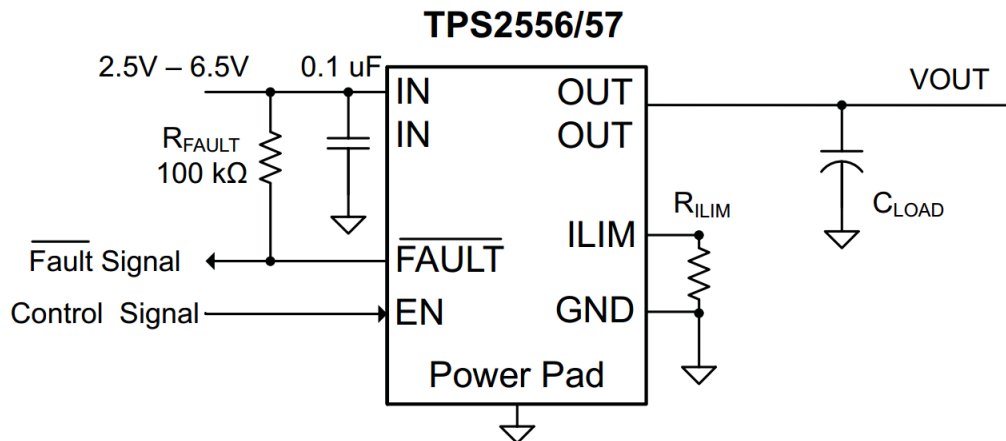 TPS2556/57
2.5V – 6.5V
0.1 uF
IN
OUT
VOUT
IN
OUT
RFAULT
100 kΩ
RILIM
CLOAD
ILIM
Fault Signal
FAULT
Control Signal
EN
GND
Power Pad